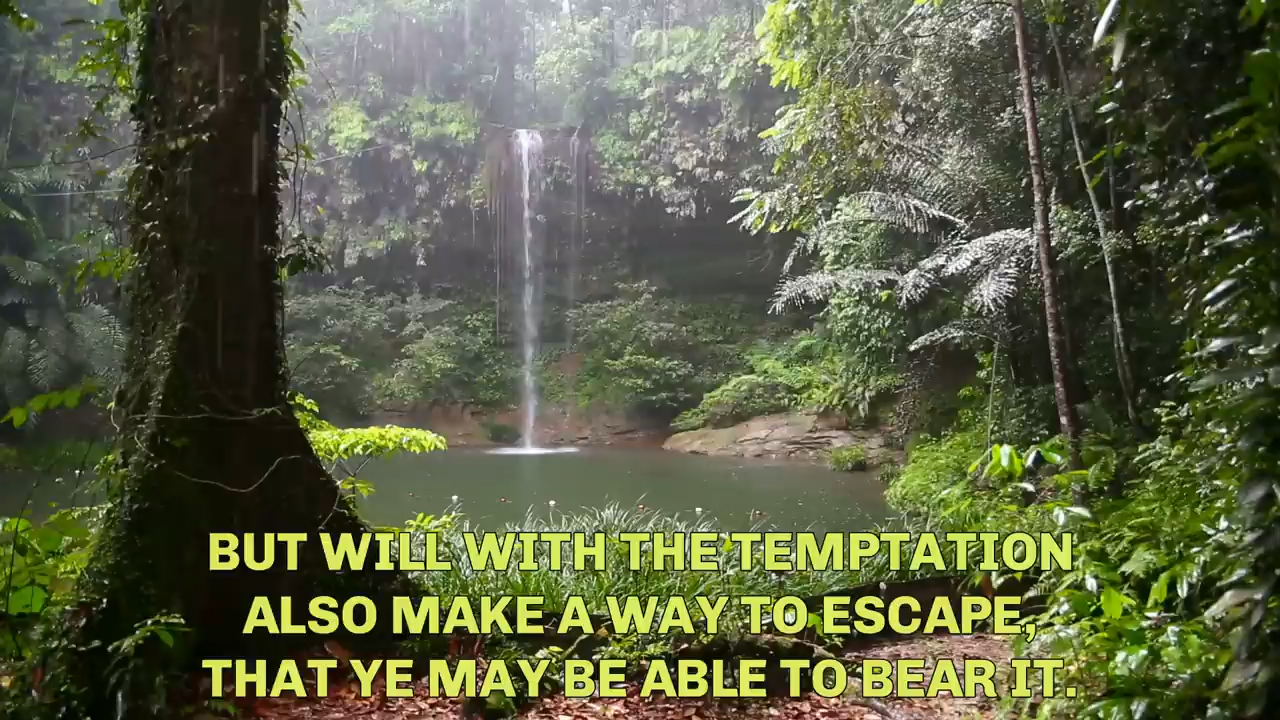 BUT WILL WITH THE TEMPTATION
ALSO MAKE A WAY TO ESCAPE,
THAT YE MAY BE ABLE TO BEAR IT.